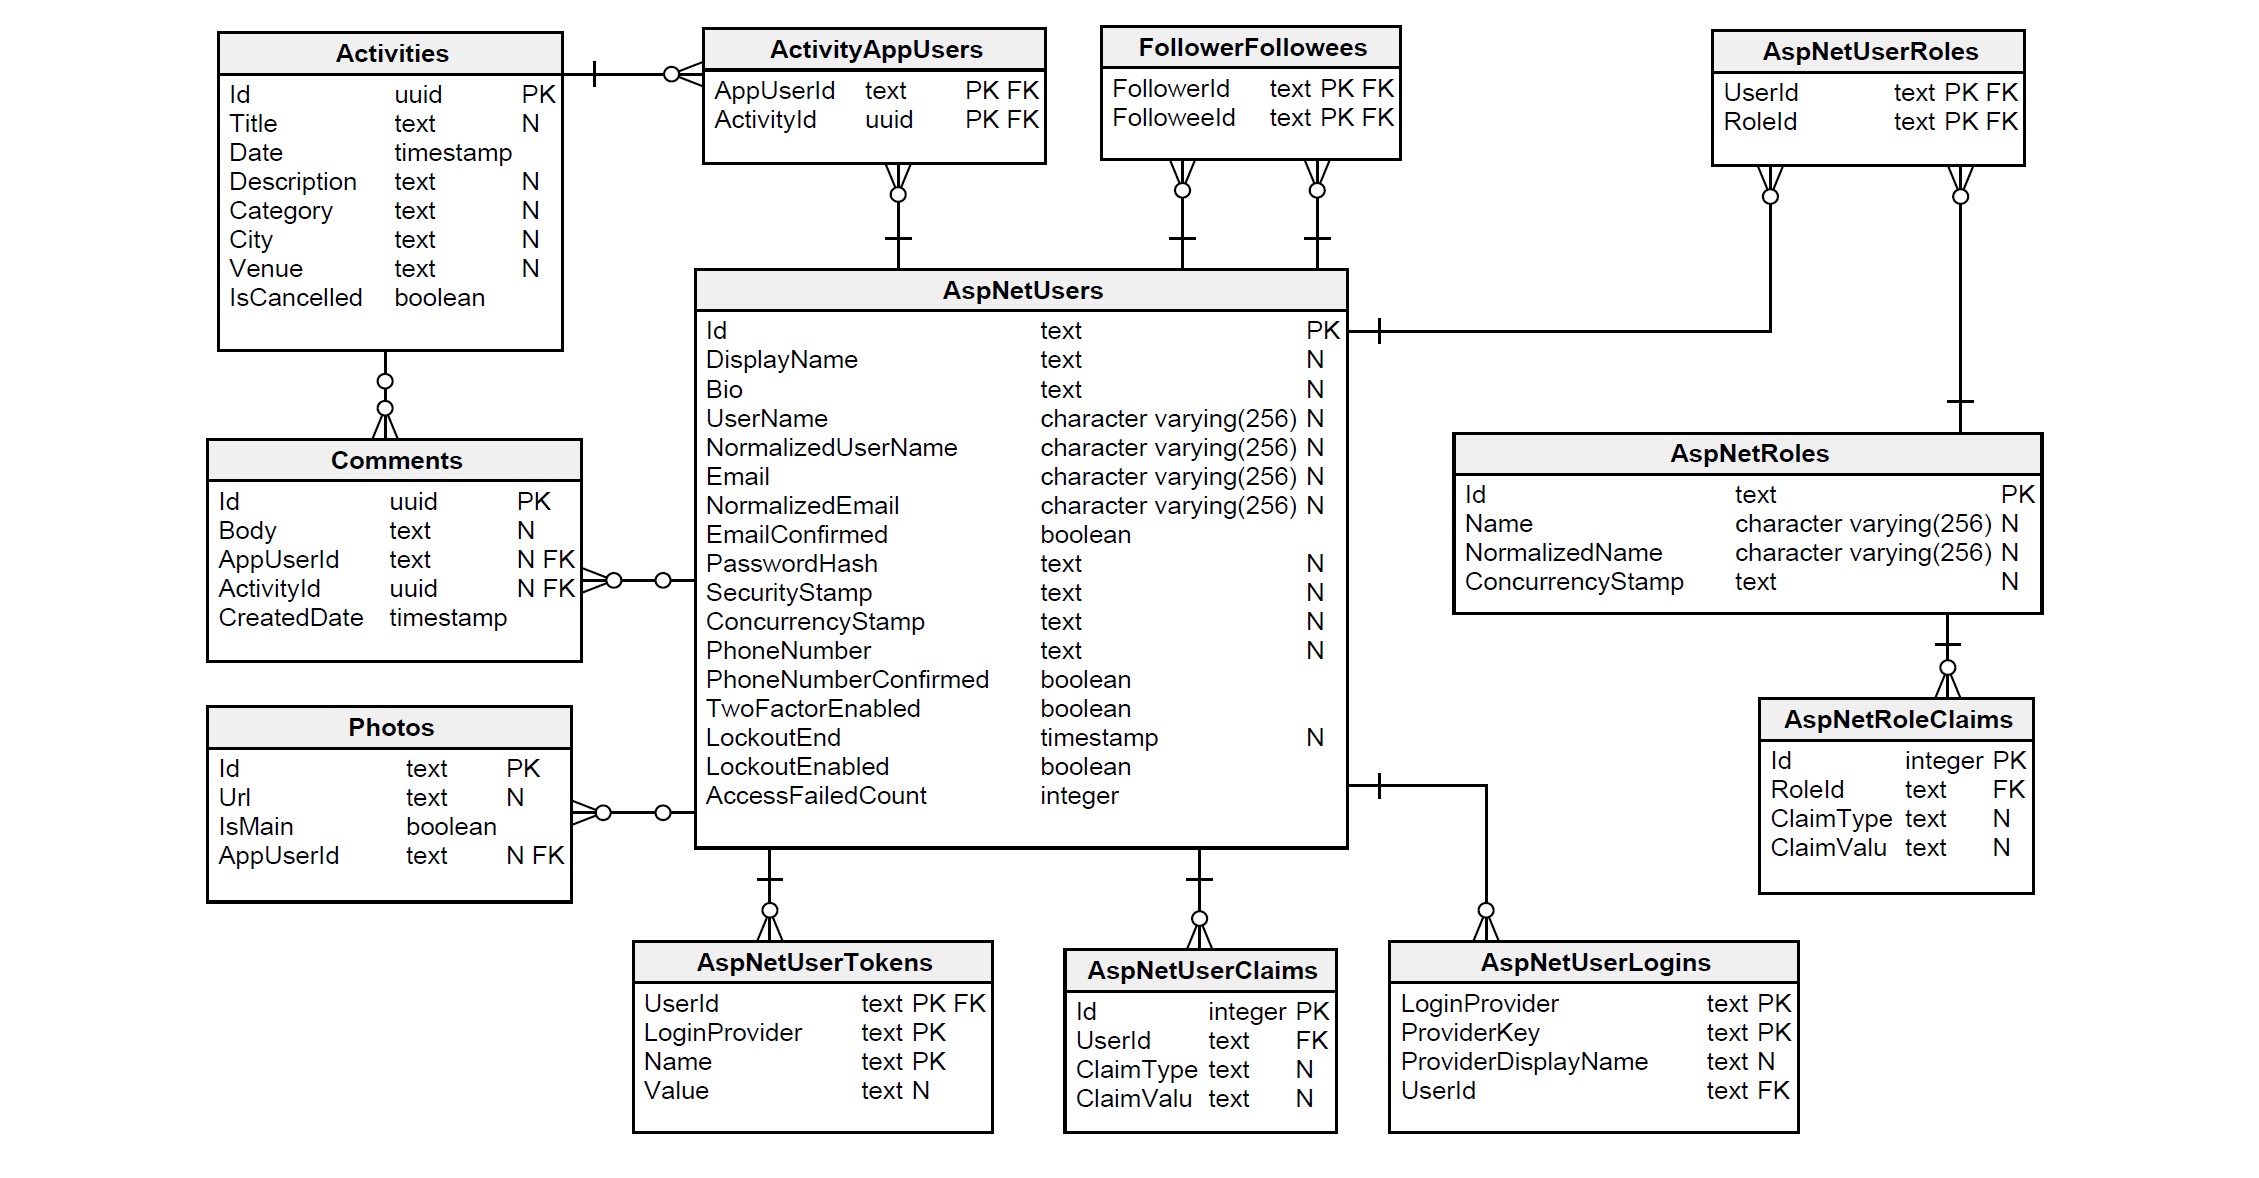 Activities
Id uuid PK
Title text N
Date timestamp
Description text N
Category text N
City text N
Venue text N
IsCancelled boolean
ActivityAppUsers
AppUserId text PK FK
ActivityId uuid PK FK
FollowerFollowees
FollowerId text PK FK
FolloweeId text PK FK
AspNetUserRoles
UserId text PK FK
RoleId text PK FK
AspNetUsers
Id text PK
DisplayName text N
Bio text N
UserName character varying(256) N
NormalizedUserName character varying(256) N
Email character varying(256) N
NormalizedEmail character varying(256) N
EmailConfirmed boolean
PasswordHash text N
SecurityStamp text N
ConcurrencyStamp text N
PhoneNumber text N
PhoneNumberConfirmed boolean
TwoFactorEnabled boolean
LockoutEnd timestamp N
LockoutEnabled boolean
AccessFailedCount integer
Comments
Id uuid PK
Body text N
AppUserId text N FK
ActivityId uuid N FK
CreatedDate timestamp
AspNetRoles
Id text PK
Name character varying(256) N
NormalizedName character varying(256) N
ConcurrencyStamp text N
Photos
Id text PK
Url text N
IsMain boolean
AppUserId text N FK
AspNetRoleClaims
Id integer PK
RoleId text FK
ClaimType text N
ClaimValu text N
AspNetUserTokens
UserId text PK FK
LoginProvider text PK
Name text PK
Value text N
AspNetUserClaims
Id integer PK
UserId text FK
ClaimType text N
ClaimValu text N
AspNetUserLogins
LoginProvider text PK
ProviderKey text PK
ProviderDisplayName text N
UserId text FK